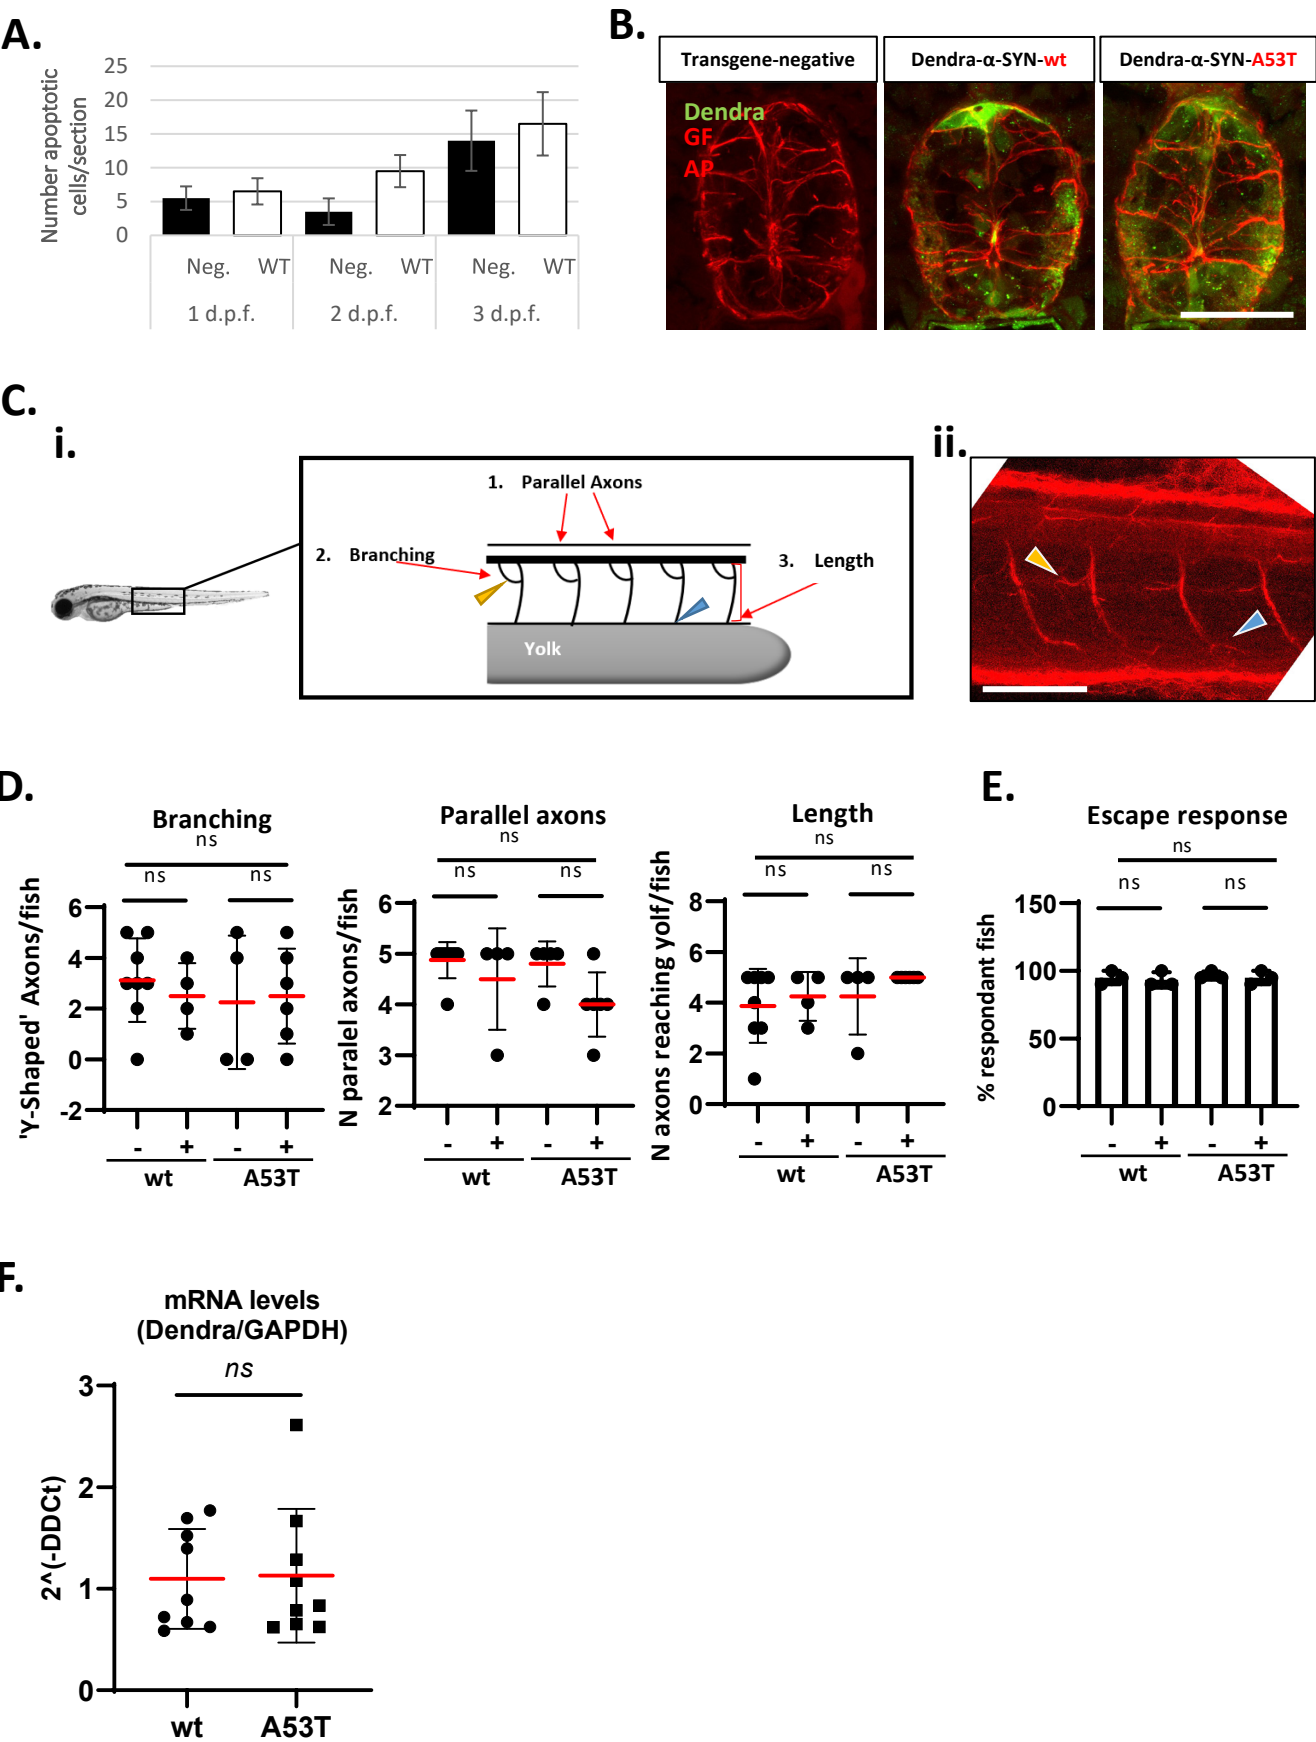 A.
Number apoptotic
cells/section
25
20
15
10
5
0
Neg. WT Neg. WT Neg. WT
1 d.p.f. 2 d.p.f. 3 d.p.f.
B.
Transgene-negative
Dendra-α-SYN-wt
Dendra-α-SYN-A53T
Dendra
GF
AP
C.
i.
1. Parallel Axons
2. Branching
3. Length
Yolk
ii.
D.
Branching
ns
ns ns
'Y-Shaped' Axons/fish
6
4
2
0
-2
- + - +
wt A53T
Parallel axons
ns
ns ns
N paralel axons/fish
6
5
4
3
2
- + - +
wt A53T
Length
ns
ns ns
N axons reaching yolf/fish
8
6
4
2
0
- + - +
wt A53T
E.
Escape response
ns
ns ns
% respondant fish
150
100
50
0
- + - +
wt A53T
F.
mRNA levels
(Dendra/GAPDH)
ns
2^(-DDCt)
3
2
1
0
wt A53T